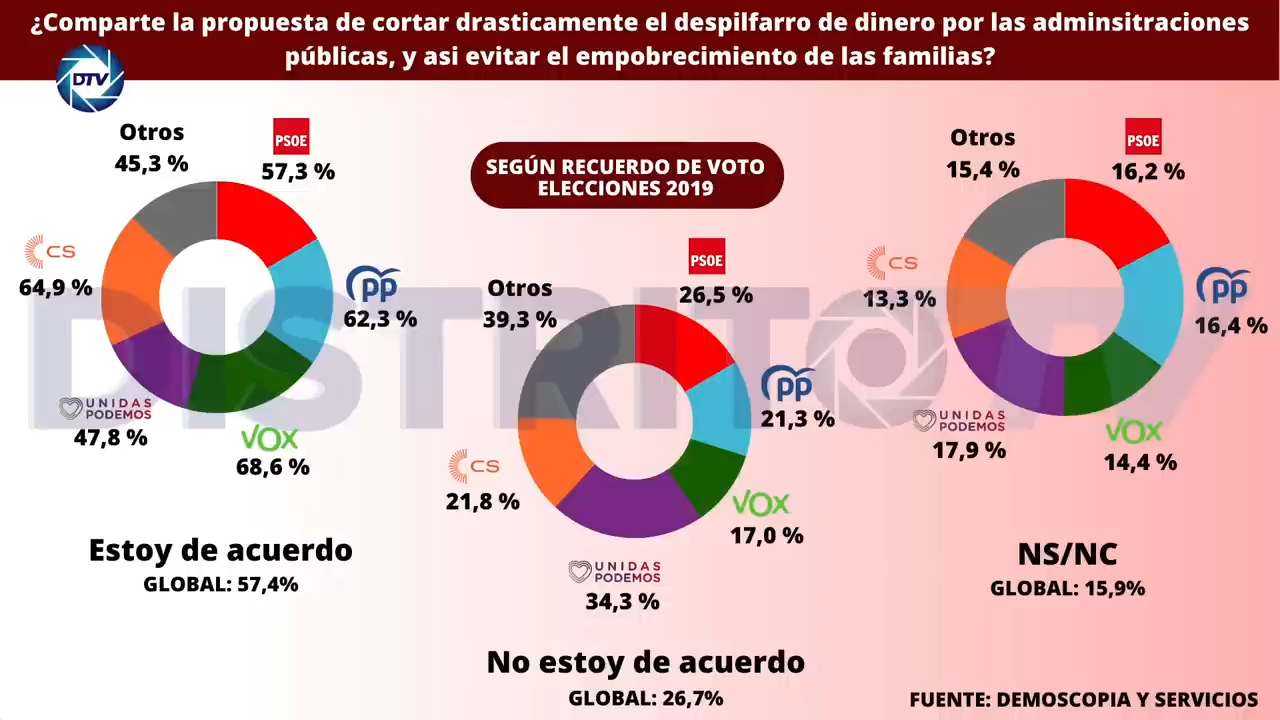 ¿Comparte la propuesta de cortar drasticamente el despilfarro de dinero por las adminsitraciones
públicas, y asi evitar el empobrecimiento de las familias?
DTV
SEGÚN RECUERDO DE VOTO
ELECCIONES 2019
Otros
45,3 %
PSOE
57,3 %
CS
64,9 %
pp
62,3 %
UNIDAS
PODEMOS
47,8 %
VOX
68,6 %
Estoy de acuerdo
GLOBAL: 57,4%
PSOE
26,5 %
Otros
39,3 %
pp
21,3 %
CS
21,8 %
VOX
17,0 %
UNIDAS
PODEMOS
34,3 %
No estoy de acuerdo
GLOBAL: 26,7%
Otros
15,4 %
PSOE
16,2 %
CS
13,3 %
pp
16,4 %
UNIDAS
PODEMOS
17,9 %
VOX
14,4 %
NS/NC
GLOBAL: 15,9%
DISTRITO TV
FUENTE: DEMOSCOPIA Y SERVICIOS